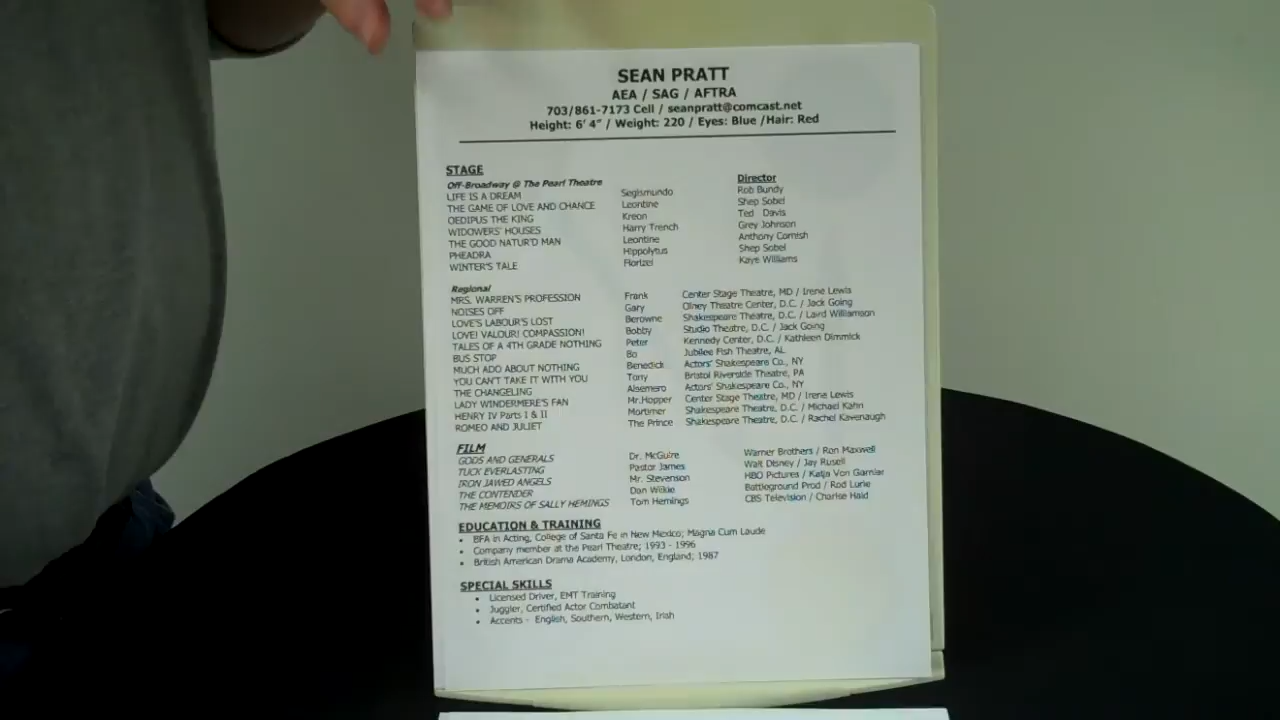 SEAN PRATT
AEA / SAG / AFTRA
703/861-7173 Cell / seanpratt@comcast.net
Height: 6' 4" / Weight: 220 / Eyes: Blue /Hair: Red
STAGE
Off-Broadway @ The Pearl Theatre Director
LIFE IS A DREAM Segismundo Rob Bundy
THE GAME OF LOVE AND CHANCE Leontine Shep Sobel
OEDIPUS THE KING Kreon Ted Davis
WIDOWERS' HOUSES Harry Trench Grey Johnson
THE GOOD NATUR'D MAN Leontine Anthony Cornish
PHEADRA Hippolytus Shep Sobel
WINTER'S TALE Florizel Kaye Williams
Regional
MRS. WARREN'S PROFESSION Frank Center Stage Theatre, MD / Irene Lewis
NOISES OFF Gary Olney Theatre Center, D.C. / Jack Going
LOVE'S LABOUR'S LOST Berowne Shakespeare Theatre, D.C. / Laird Williamson
LOVE! VALOUR! COMPASSION! Bobby Studio Theatre, D.C. / Jack Going
TALES OF A 4TH GRADE NOTHING Peter Kennedy Center, D.C. / Kathleen Dimmick
BUS STOP Bo Jubilee Fish Theatre, AL
MUCH ADO ABOUT NOTHING Benedick Actors' Shakespeare Co., NY
YOU CAN'T TAKE IT WITH YOU Tony Bristol Riverside Theatre, PA
THE CHANGELING Alsemero Actors' Shakespeare Co., NY
LADY WINDERMERE'S FAN Mr.Hopper Center Stage Theatre, MD / Irene Lewis
HENRY IV Parts I & II Mortimer Shakespeare Theatre, D.C. / Michael Kahn
ROMEO AND JULIET The Prince Shakespeare Theatre, D.C. / Rachel Kavenaugh
FILM
GODS AND GENERALS Dr. McGuire Warner Brothers / Ron Maxwell
TUCK EVERLASTING Pastor James Walt Disney / Jay Rusell
IRON JAWED ANGELS Mr. Stevenson HBO Pictures / Katja Von Garnier
THE CONTENDER Dan Wilkie Battleground Prod / Rod Lurie
THE MEMOIRS OF SALLY HEMINGS Tom Hemings CBS Television / Charlse Haid
EDUCATION & TRAINING
• BFA in Acting, College of Santa Fe in New Mexico; Magna Cum Laude
• Company member at the Pearl Theatre; 1993 - 1996
• British American Drama Academy, London, England; 1987
SPECIAL SKILLS
• Licensed Driver, EMT Training
• Juggler, Certified Actor Combatant
• Accents - English, Southern, Western, Irish